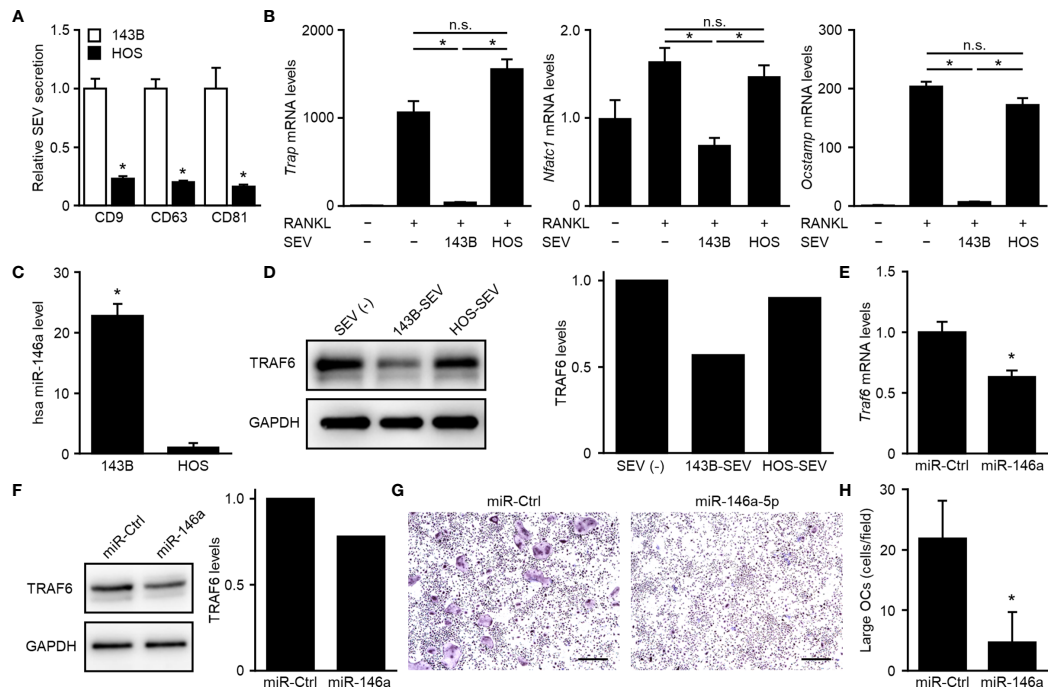 A
1.5
1.0
0.5
0
Relative SEV secretion
143B
HOS
*
*
*
CD9 CD63 CD81
B
2000
1000
0
Trap mRNA levels
n.s.
* *
RANKL – + + +
SEV – – 143B HOS
2.0
1.0
0
Nfatc1 mRNA levels
n.s.
* *
– + + +
– – 143B HOS
300
200
100
0
Ocstamp mRNA levels
n.s.
* *
– + + +
– – 143B HOS
C
30
20
10
0
hsa miR-146a level
*
143B HOS
D
SEV (-) 143B-SEV HOS-SEV
TRAF6
GAPDH
1.0
0.5
0
TRAF6 levels
SEV (-) 143B-SEV HOS-SEV
E
1.5
1.0
0.5
0
Traf6 mRNA levels
*
miR-Ctrl miR-146a
F
miR-Ctrl miR-146a
TRAF6
GAPDH
1.0
0.5
0
TRAF6 levels
miR-Ctrl miR-146a
G
miR-Ctrl miR-146a-5p
H
30
20
10
0
Large OCs (cells/field)
*
miR-Ctrl miR-146a